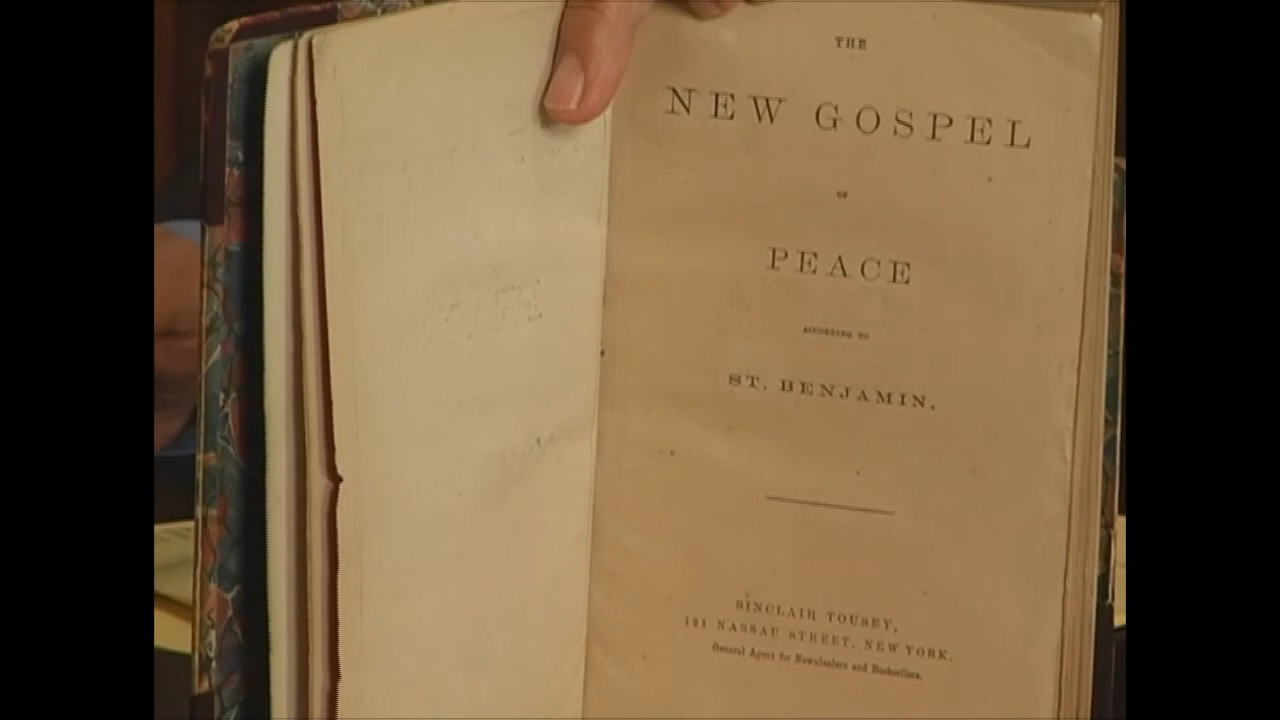 THE
NEW GOSPEL
OF
PEACE
ACCORDING TO
ST. BENJAMIN.
SINCLAIR TOUSEY,
121 NASSAU STREET, NEW YORK.
General Agent for Newsdealers and Booksellers.